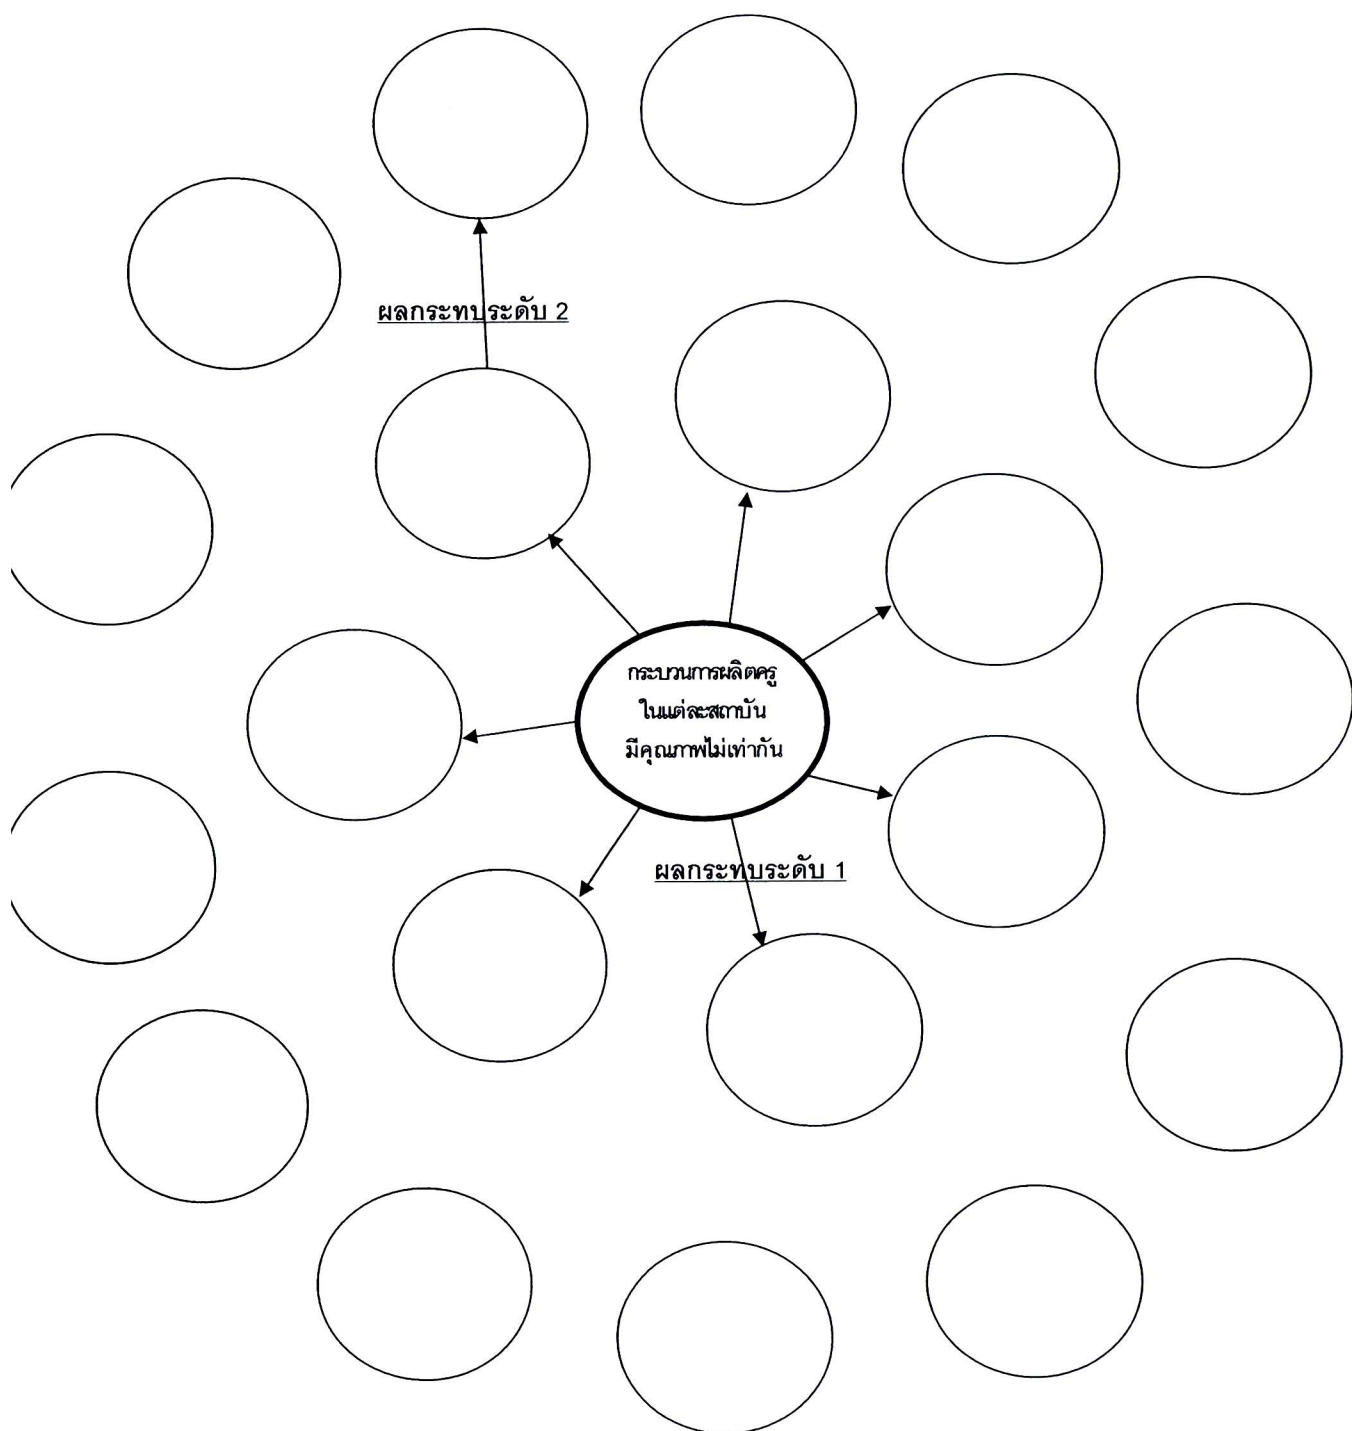 ผลกระทบระดับ 2
กระบวนการผลิตครู
ในแต่ละสถาบัน
มีคุณภาพไม่เท่ากัน
ผลกระทบระดับ 1